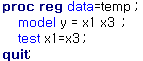 proc reg data=temp ;
model y = x1 x3 ;
test x1=x3;
quit;